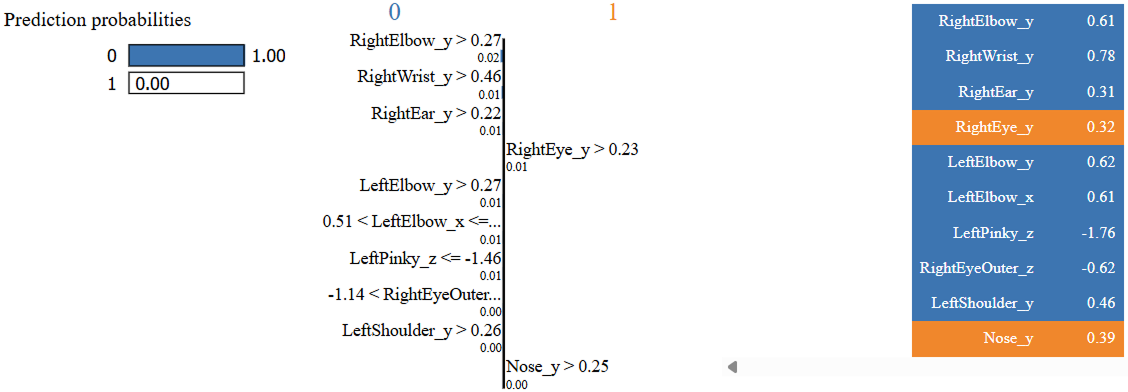 Prediction probabilities
0 1.00
1 0.00
0 1
RightElbow_y > 0.27
0.02
RightWrist_y > 0.46
0.01
RightEar_y > 0.22
0.01
RightEye_y > 0.23
0.01
LeftElbow_y > 0.27
0.01
0.51 < LeftElbow_x <=...
0.01
LeftPinky_z <= -1.46
0.01
-1.14 < RightEyeOuter...
0.00
LeftShoulder_y > 0.26
0.00
Nose_y > 0.25
0.00
RightElbow_y 0.61
RightWrist_y 0.78
RightEar_y 0.31
RightEye_y 0.32
LeftElbow_y 0.62
LeftElbow_x 0.61
LeftPinky_z -1.76
RightEyeOuter_z -0.62
LeftShoulder_y 0.46
Nose_y 0.39